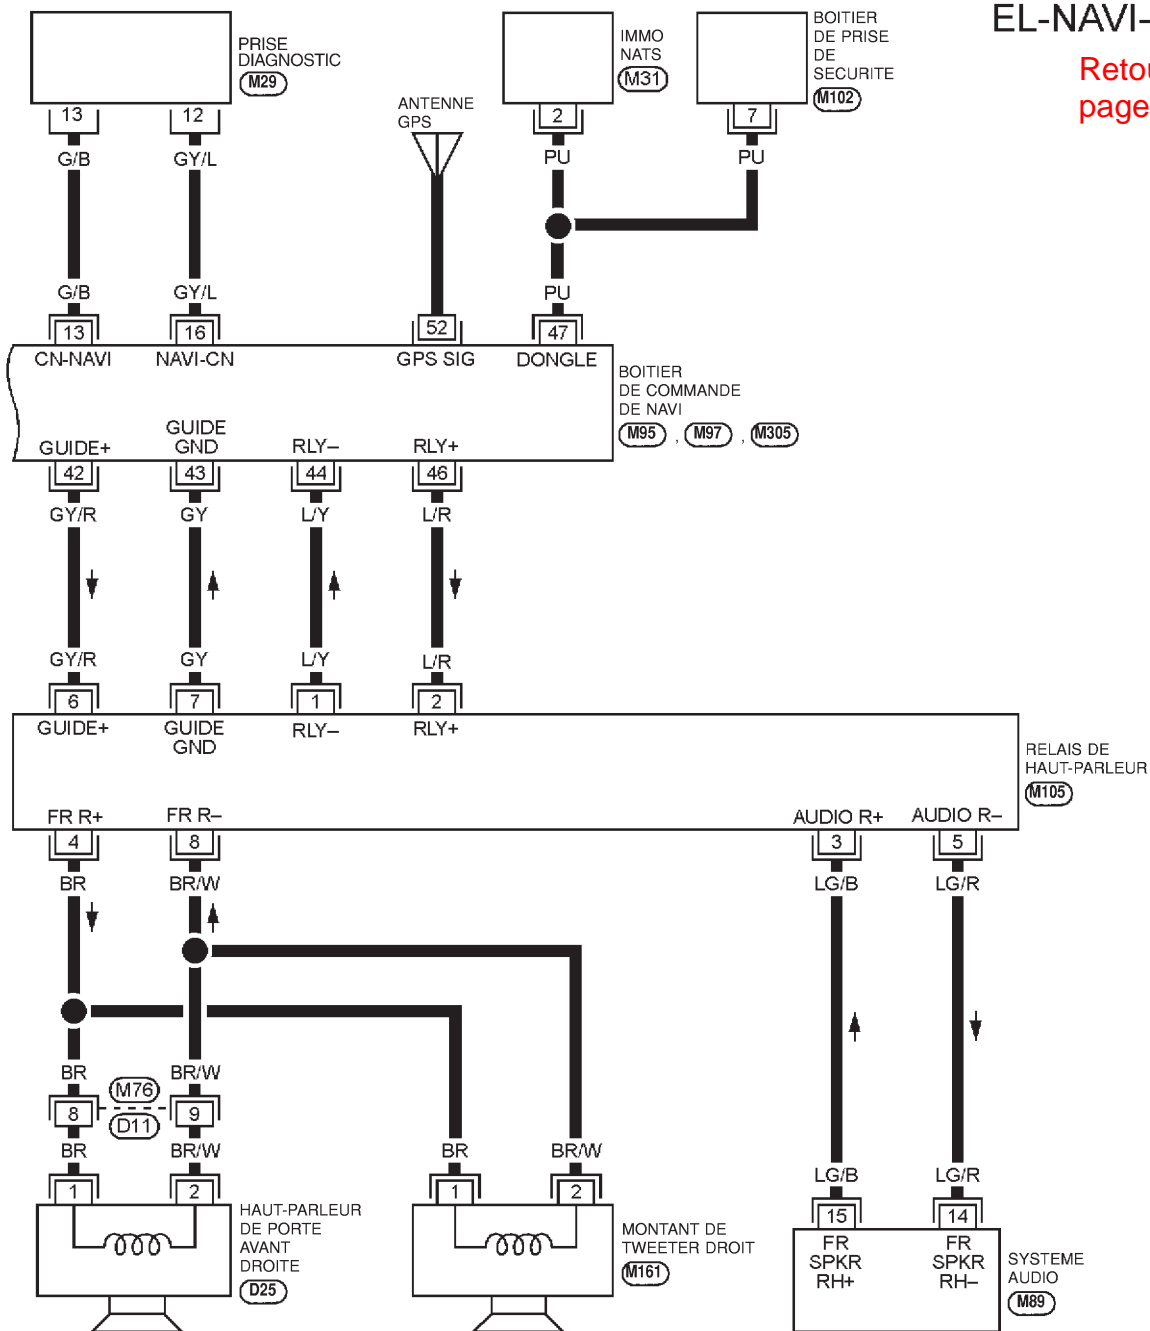 EL-NAVI-
Retou
page
PRISE
DIAGNOSTIC
M29
IMMO
NATS
M31
BOITIER
DE PRISE
DE
SECURITE
M102
ANTENNE
GPS
13 12 2 7
G/B GY/L PU PU
G/B GY/L PU
13 16 52 47
CN-NAVI NAVI-CN GPS SIG DONGLE
BOITIER
DE COMMANDE
DE NAVI
M95 , M97 , M305
GUIDE+ GUIDE
GND RLY– RLY+
42 43 44 46
GY/R GY L/Y L/R
GY/R GY L/Y L/R
6 7 1 2
GUIDE+ GUIDE
GND RLY– RLY+
RELAIS DE
HAUT-PARLEUR
M105
FR R+ FR R– AUDIO R+ AUDIO R–
4 8 3 5
BR BR/W LG/B LG/R
BR BR/W
M76
8 9
D11
BR BR/W BR BR/W
1 2 1 2
LG/B LG/R
15 14
HAUT-PARLEUR
DE PORTE
AVANT
DROITE
D25
MONTANT DE
TWEETER DROIT
M161
FR
SPKR
RH+
FR
SPKR
RH–
SYSTEME
AUDIO
M89